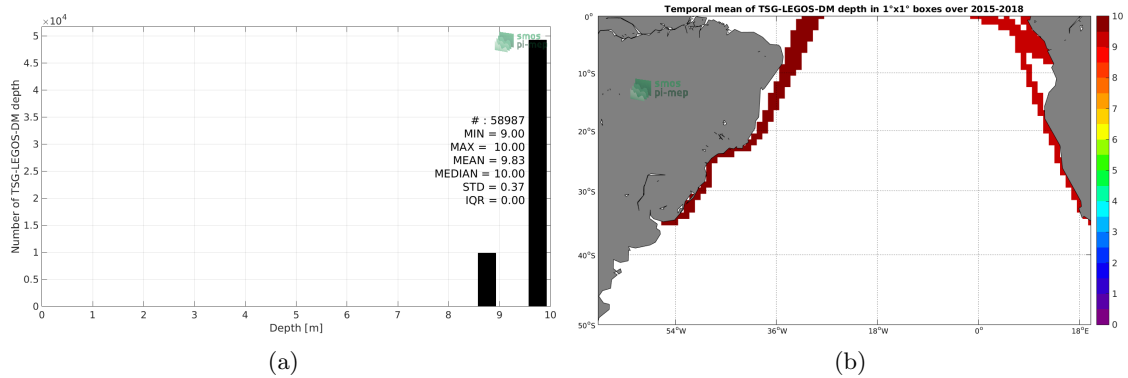 ×10⁴
smos
pi-mep
5
4.5
4
3.5
3
2.5
2
1.5
1
0.5
0
Number of TSG-LEGOS-DM depth
# : 58987
MIN = 9.00
MAX = 10.00
MEAN = 9.83
MEDIAN = 10.00
STD = 0.37
IQR = 0.00
0 1 2 3 4 5 6 7 8 9 10
Depth [m]
(a)
Temporal mean of TSG-LEGOS-DM depth in 1°x1° boxes over 2015-2018
smos
pi-mep
0°
10°S
20°S
30°S
40°S
50°S
54°W 36°W 18°W 0° 18°E
10
9
8
7
6
5
4
3
2
1
0
(b)